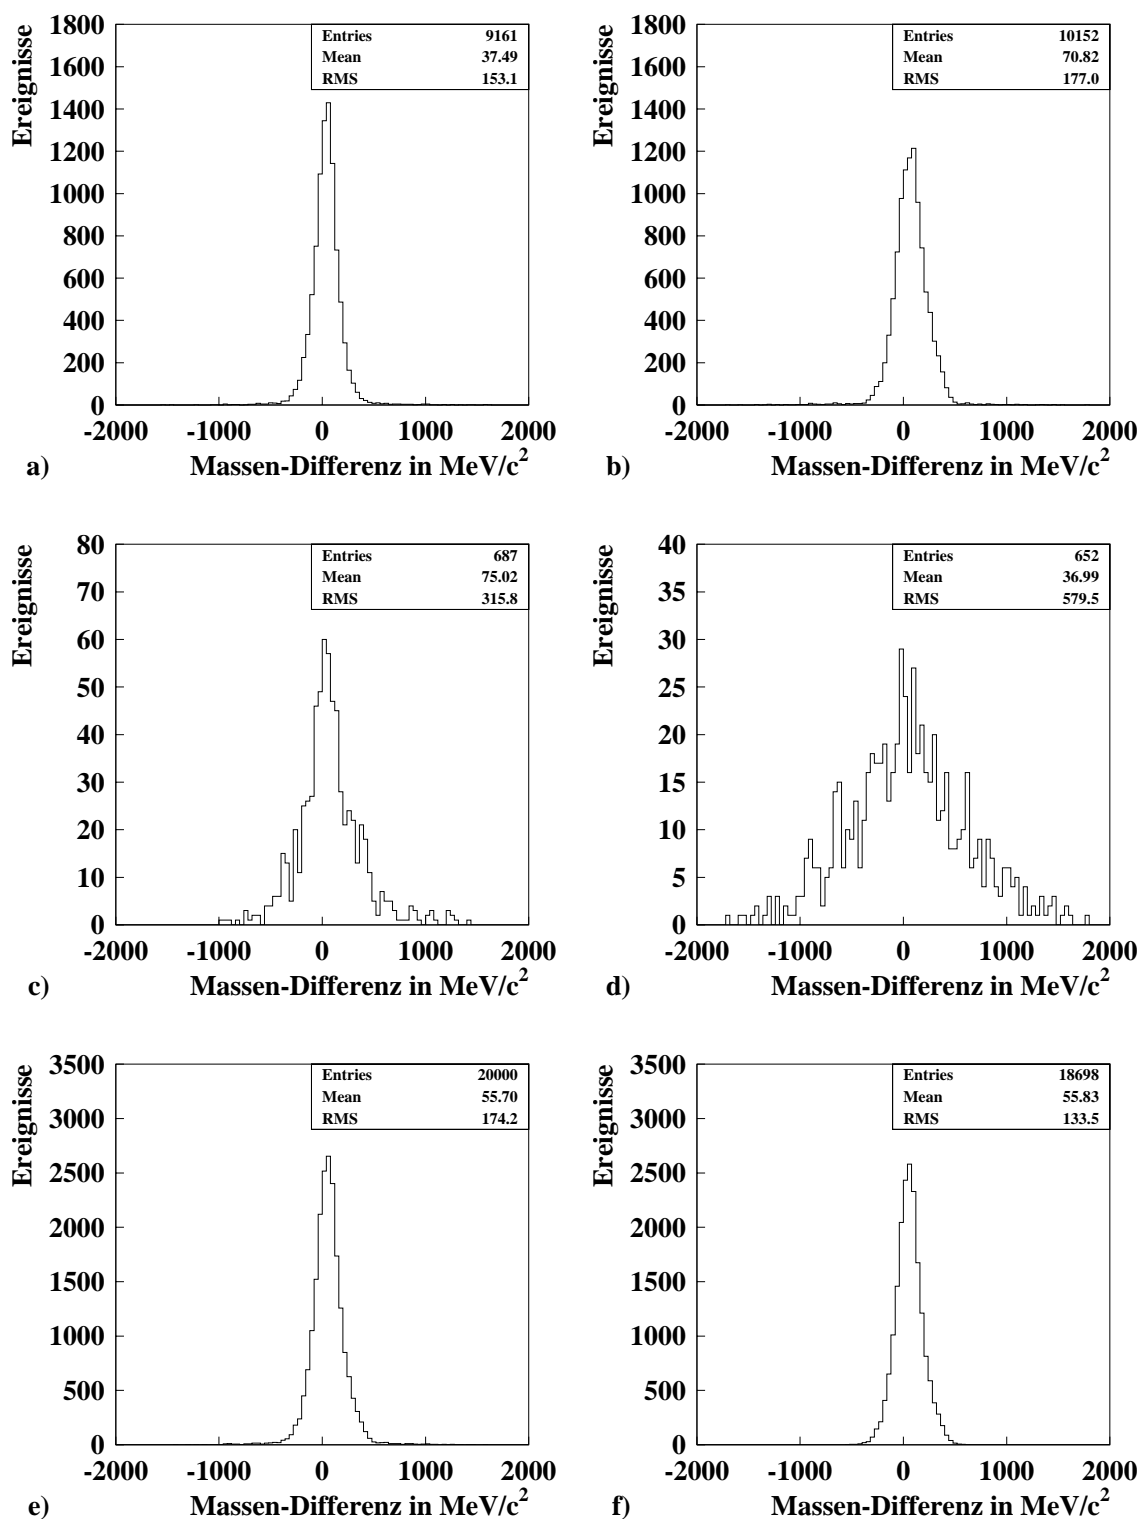 Ereignisse
1800
1600
1400
1200
1000
800
600
400
200
0
Entries 9161
Mean 37.49
RMS 153.1
-2000 -1000 0 1000 2000
a) Massen-Differenz in MeV/c²
Ereignisse
1800
1600
1400
1200
1000
800
600
400
200
0
Entries 10152
Mean 70.82
RMS 177.0
-2000 -1000 0 1000 2000
b) Massen-Differenz in MeV/c²
Ereignisse
80
70
60
50
40
30
20
10
0
Entries 687
Mean 75.02
RMS 315.8
-2000 -1000 0 1000 2000
c) Massen-Differenz in MeV/c²
Ereignisse
40
35
30
25
20
15
10
5
0
Entries 652
Mean 36.99
RMS 579.5
-2000 -1000 0 1000 2000
d) Massen-Differenz in MeV/c²
Ereignisse
3500
3000
2500
2000
1500
1000
500
0
Entries 20000
Mean 55.70
RMS 174.2
-2000 -1000 0 1000 2000
e) Massen-Differenz in MeV/c²
Ereignisse
3500
3000
2500
2000
1500
1000
500
0
Entries 18698
Mean 55.83
RMS 133.5
-2000 -1000 0 1000 2000
f) Massen-Differenz in MeV/c²